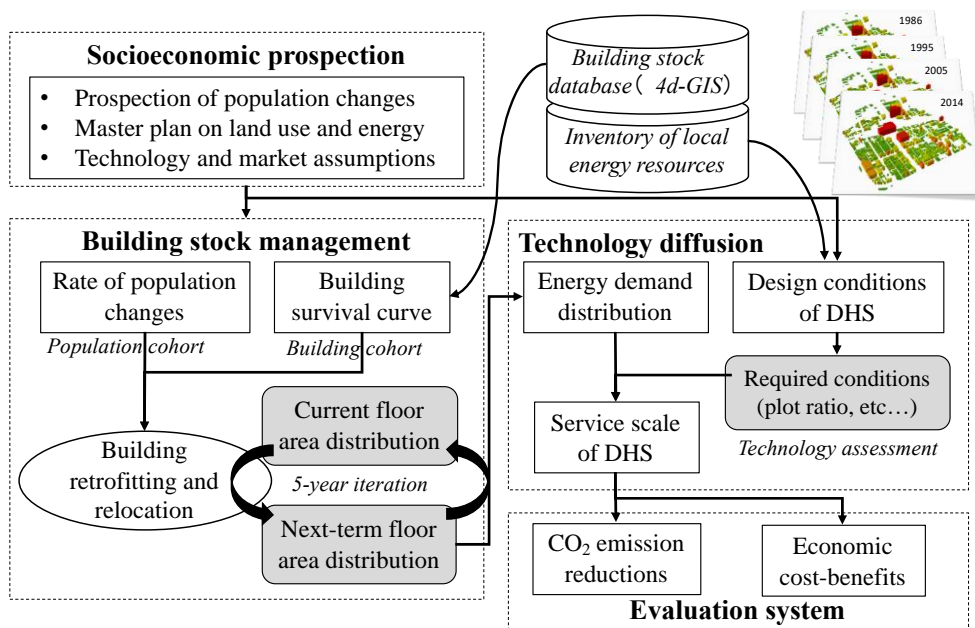 Socioeconomic prospection
• Prospection of population changes
• Master plan on land use and energy
• Technology and market assumptions
Building stock
database( 4d-GIS)
Inventory of local
energy resources
1986
1995
2005
2014
Building stock management
Rate of population
changes
Population cohort
Building
survival curve
Building cohort
Current floor
area distribution
Building
retrofitting and
relocation
5-year iteration
Next-term floor
area distribution
Technology diffusion
Energy demand
distribution
Design conditions
of DHS
Required conditions
(plot ratio, etc…)
Technology assessment
Service scale
of DHS
CO₂ emission
reductions
Economic
cost-benefits
Evaluation system